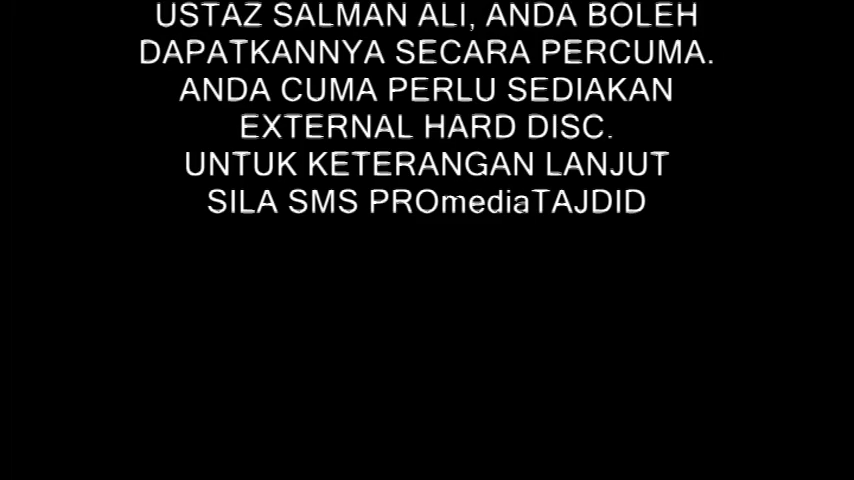 USTAZ SALMAN ALI, ANDA BOLEH
DAPATKANNYA SECARA PERCUMA.
ANDA CUMA PERLU SEDIAKAN
EXTERNAL HARD DISC.
UNTUK KETERANGAN LANJUT
SILA SMS PROmediaTAJDID